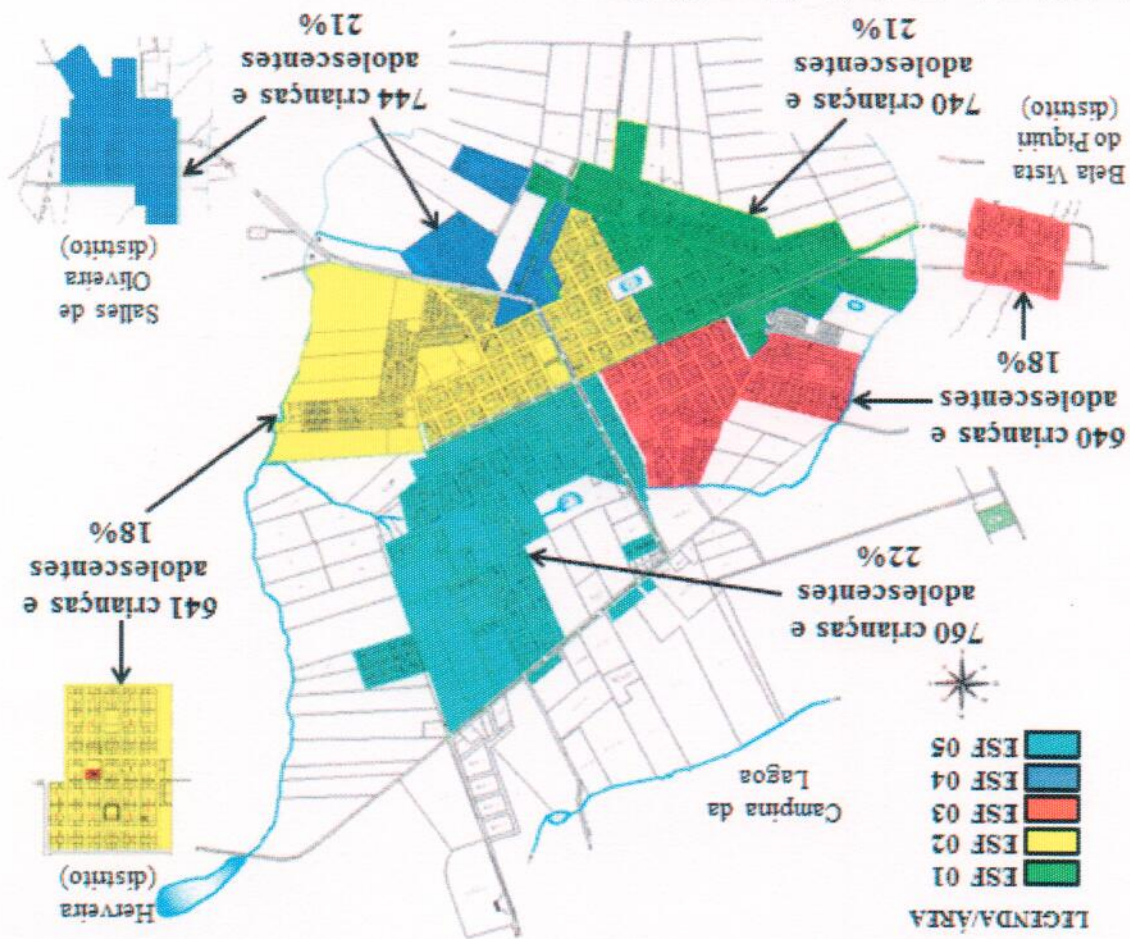 LEGENDA/ÁREA
ESF 01
ESF 02
ESF 03
ESF 04
ESF 05
Campina da
Lagoa
Herveira
(distrito)
760 crianças e
adolescentes
22%
641 crianças e
adolescentes
18%
640 crianças e
adolescentes
18%
Bela Vista
do Piquiri
(distrito)
Salles de
Oliveira
(distrito)
740 crianças e
adolescentes
21%
744 crianças e
adolescentes
21%